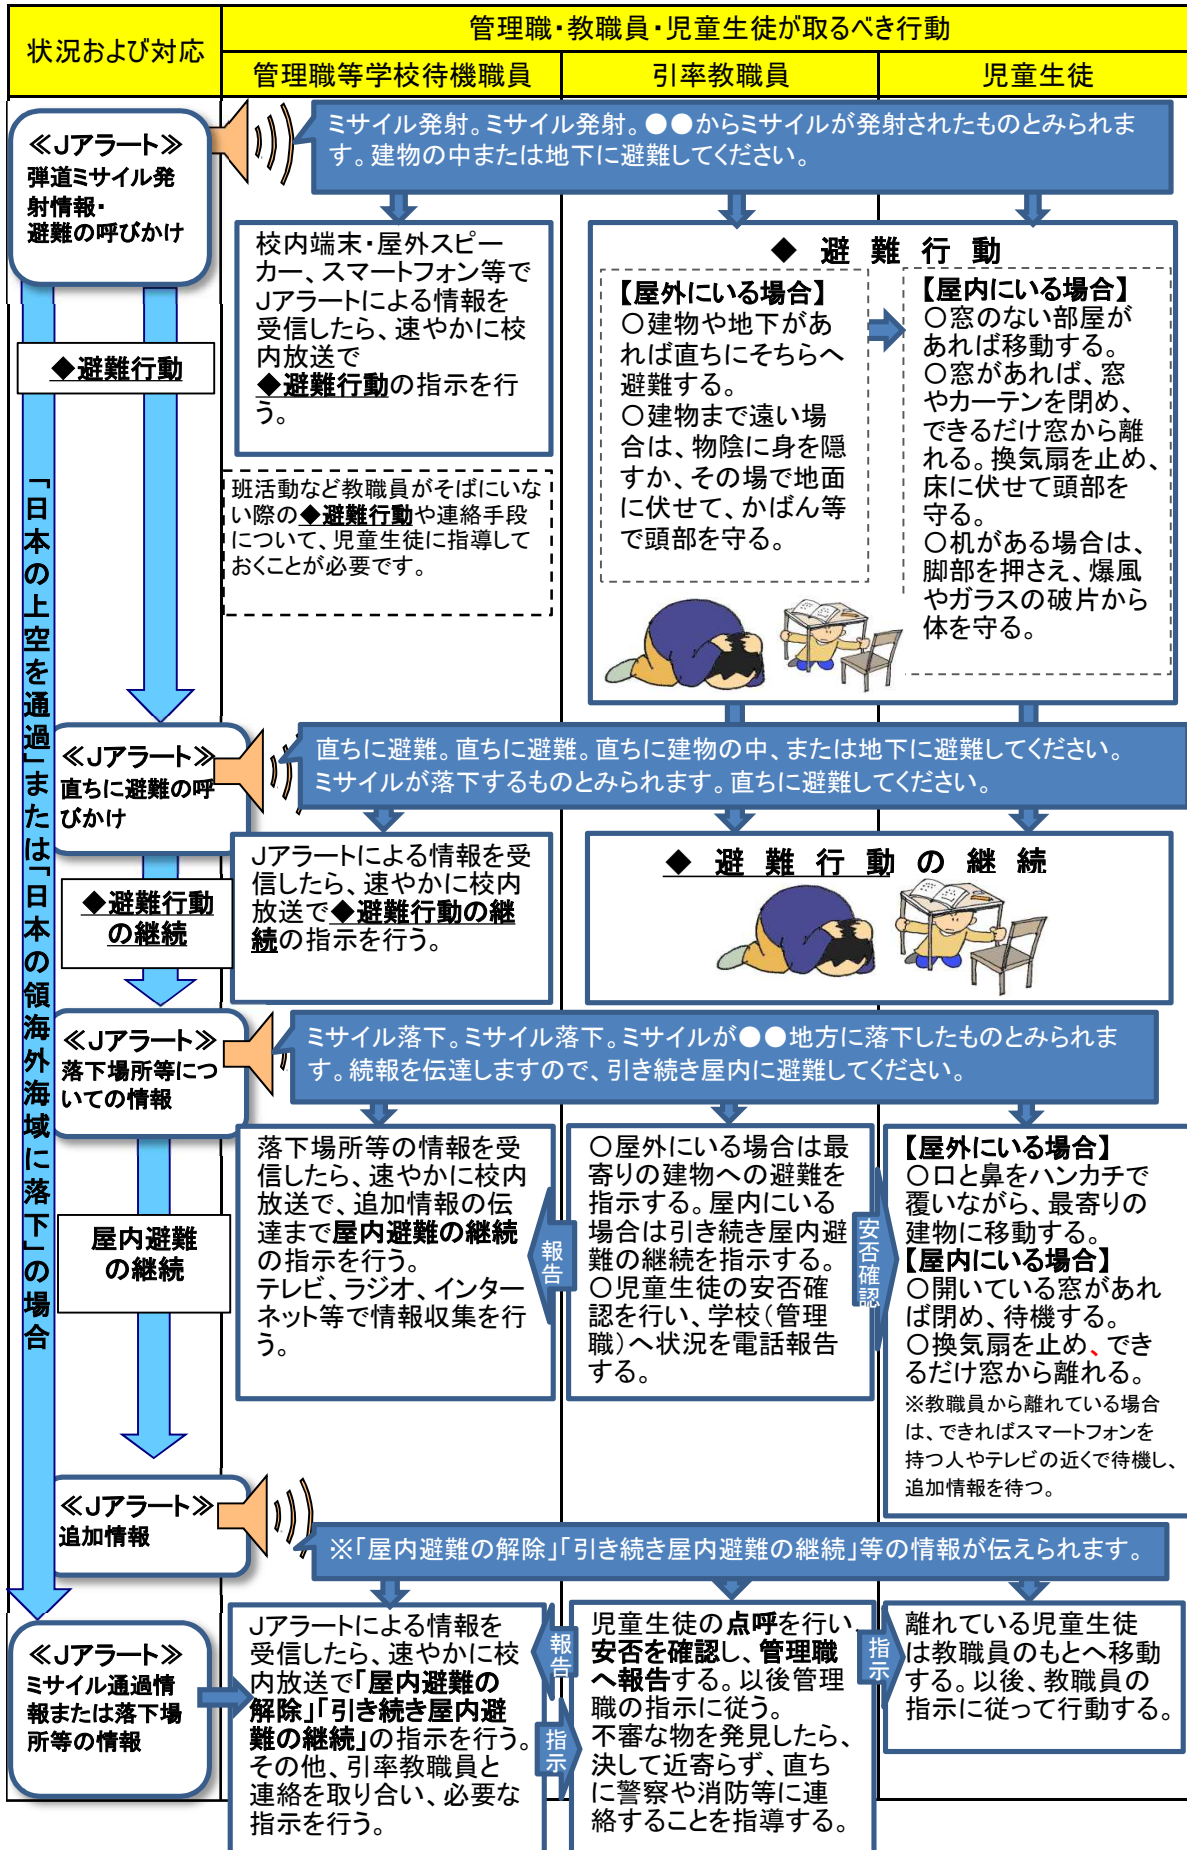 状況および対応
管理職・教職員・児童生徒が取るべき行動
管理職等学校待機職員
引率教職員
児童生徒
≪Jアラート≫
弾道ミサイル発
射情報・
避難の呼びかけ
ミサイル発射。ミサイル発射。●●からミサイルが発射されたものとみられま
す。建物の中または地下に避難してください。
◆避難行動
校内端末・屋外スピー
カー、スマートフォン等で
Jアラートによる情報を
受信したら、速やかに校
内放送で
◆避難行動の指示を行
う。
班活動など教職員がそばにいな
い際の◆避難行動や連絡手段
について、児童生徒に指導して
おくことが必要です。
◆ 避 難 行 動
【屋外にいる場合】
○建物や地下があ
れば直ちにそちらへ
避難する。
○建物まで遠い場
合は、物陰に身を隠
すか、その場で地面
に伏せて、かばん等
で頭部を守る。
【屋内にいる場合】
○窓のない部屋が
あれば移動する。
○窓があれば、窓
やカーテンを閉め、
できるだけ窓から離
れる。換気扇を止め、
床に伏せて頭部を
守る。
○机がある場合は、
脚部を押さえ、爆風
やガラスの破片から
体を守る。
「日本の上空を通過」または「日本の領海外海域に落下」の場合
≪Jアラート≫
直ちに避難の呼
びかけ
直ちに避難。直ちに避難。直ちに建物の中、または地下に避難してください。
ミサイルが落下するものとみられます。直ちに避難してください。
◆避難行動
の継続
Jアラートによる情報を受
信したら、速やかに校内
放送で◆避難行動の継
続の指示を行う。
◆ 避 難 行 動 の 継 続
≪Jアラート≫
落下場所等につ
いての情報
ミサイル落下。ミサイル落下。ミサイルが●●地方に落下したものとみられま
す。続報を伝達しますので、引き続き屋内に避難してください。
屋内避難
の継続
落下場所等の情報を受
信したら、速やかに校内
放送で、追加情報の伝
達まで屋内避難の継続
の指示を行う。
テレビ、ラジオ、インター
ネット等で情報収集を行
う。
報告
○屋外にいる場合は最
寄りの建物への避難を
指示する。屋内にいる
場合は引き続き屋内避
難の継続を指示する。
○児童生徒の安否確
認を行い、学校（管理
職）へ状況を電話報告
する。
安否確認
【屋外にいる場合】
○口と鼻をハンカチで
覆いながら、最寄りの
建物に移動する。
【屋内にいる場合】
○開いている窓があれ
ば閉め、待機する。
○換気扇を止め、でき
るだけ窓から離れる。
※教職員から離れている場合
は、できればスマートフォンを
持つ人やテレビの近くで待機し、
追加情報を待つ。
≪Jアラート≫
追加情報
※「屋内避難の解除」「引き続き屋内避難の継続」等の情報が伝えられます。
≪Jアラート≫
ミサイル通過情
報または落下場
所等の情報
Jアラートによる情報を
受信したら、速やかに校
内放送で「屋内避難の
解除」「引き続き屋内避
難の継続」の指示を行う。
その他、引率教職員と
連絡を取り合い、必要な
指示を行う。
報告
指示
児童生徒の点呼を行い、
安否を確認し、管理職
へ報告する。以後管理
職の指示に従う。
不審な物を発見したら、
決して近寄らず、直ち
に警察や消防等に連
絡することを指導する。
指示
離れている児童生徒
は教職員のもとへ移動
する。以後、教職員の
指示に従って行動する。